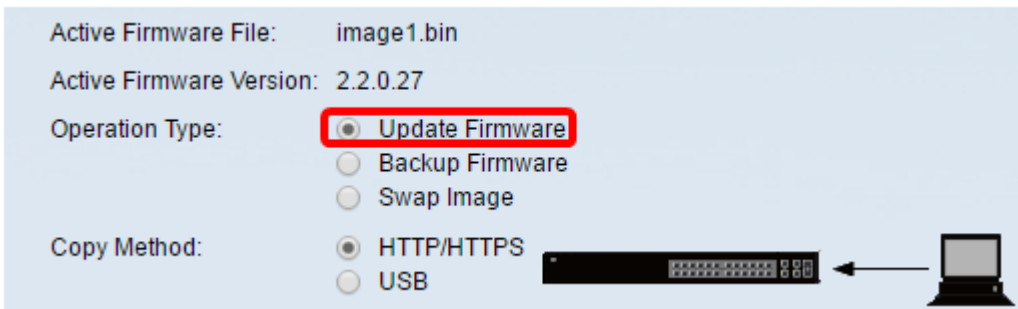 Active Firmware File: image1.bin
Active Firmware Version: 2.2.0.27
Operation Type: Update Firmware
Backup Firmware
Swap Image
Copy Method: HTTP/HTTPS
USB